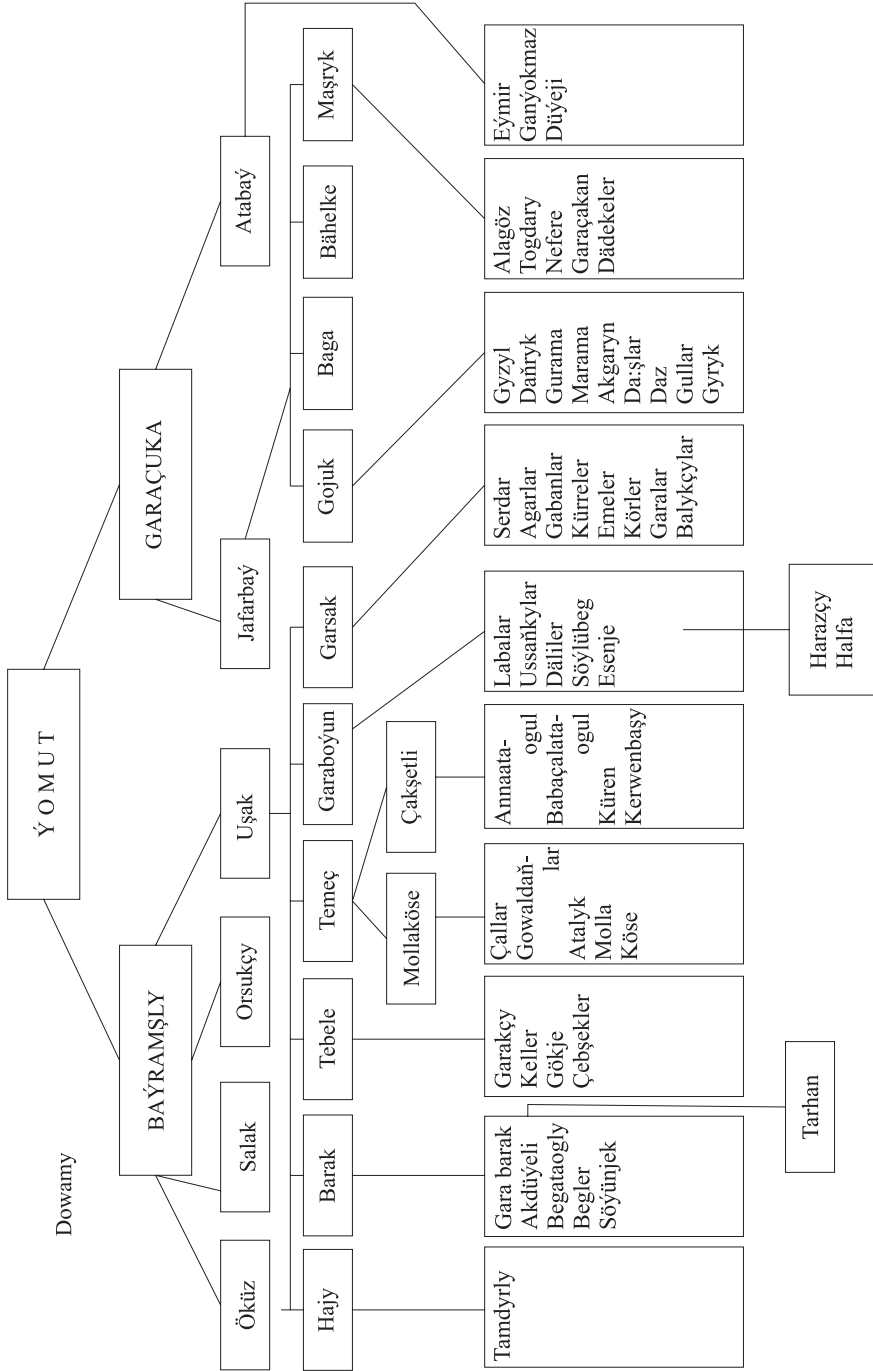 Dowamy
Ý O M U T
BAÝRAMŞLY
GARAÇUKA
Öküz
Salak
Orsukçy
Uşak
Jafarbaý
Atabaý
Hajy
Barak
Tebele
Temeç
Garaboýun
Garsak
Gojuk
Baga
Bähelke
Maşryk
Mollaköse
Çakşetli
Tamdyrly
Gara barak
Akdüýeli
Begataogly
Begler
Söýünjek
Garakçy
Keller
Gökje
Çebşekler
Çallar
Gowaldaň-
lar
Atalyk
Molla
Köse
Annaata-
ogul
Babaçalata-
ogul
Küren
Kerwenbaşy
Labalar
Ussaňkylar
Däliler
Söýlübeg
Esenje
Serdar
Agarlar
Gabanlar
Kürreler
Emeler
Körler
Garalar
Balykçylar
Gyzyl
Daňryk
Gurama
Marama
Akgaryn
Da:şlar
Daz
Gullar
Gyryk
Alagöz
Togdary
Nefere
Garaçakan
Dädekeler
Eýmir
Ganýokmaz
Düýeji
Tarhan
Harazçy
Halfa